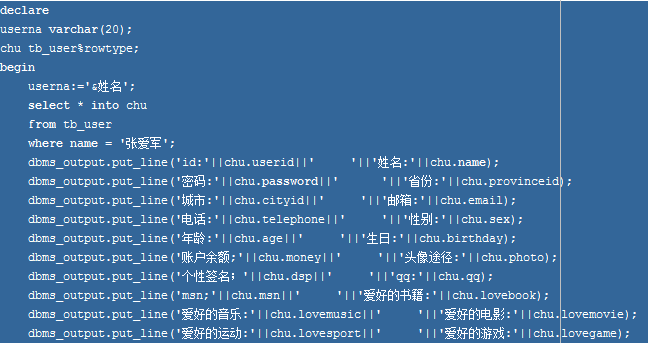 declare
userna varchar(20);
chu tb_user%rowtype;
begin
userna:='&姓名';
select * into chu
from tb_user
where name = '张爱军';
dbms_output.put_line('id:'||chu.userid||'     '||'姓名:'||chu.name);
dbms_output.put_line('密码:'||chu.password||'      '||'省份:'||chu.provinceid);
dbms_output.put_line('城市:'||chu.cityid||'     '||'邮箱:'||chu.email);
dbms_output.put_line('电话:'||chu.telephone||'     '||'性别:'||chu.sex);
dbms_output.put_line('年龄:'||chu.age||'     '||'生日:'||chu.birthday);
dbms_output.put_line('账户余额;'||chu.money||'     '||'头像途径:'||chu.photo);
dbms_output.put_line('个性签名；'||chu.dsp||'     '||'qq:'||chu.qq);
dbms_output.put_line('msn;'||chu.msn||'     '||'爱好的书籍:'||chu.lovebook);
dbms_output.put_line('爱好的音乐:'||chu.lovemusic||'     '||'爱好的电影:'||chu.lovemovie);
dbms_output.put_line('爱好的运动:'||chu.lovesport||'     '||'爱好的游戏:'||chu.lovegame);